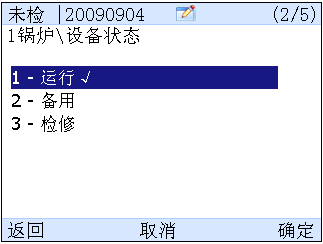 未检 |20090904 (2/5)
1锅炉\设备状态
1 - 运行 √
2 - 备用
3 - 检修
返回 取消 确定